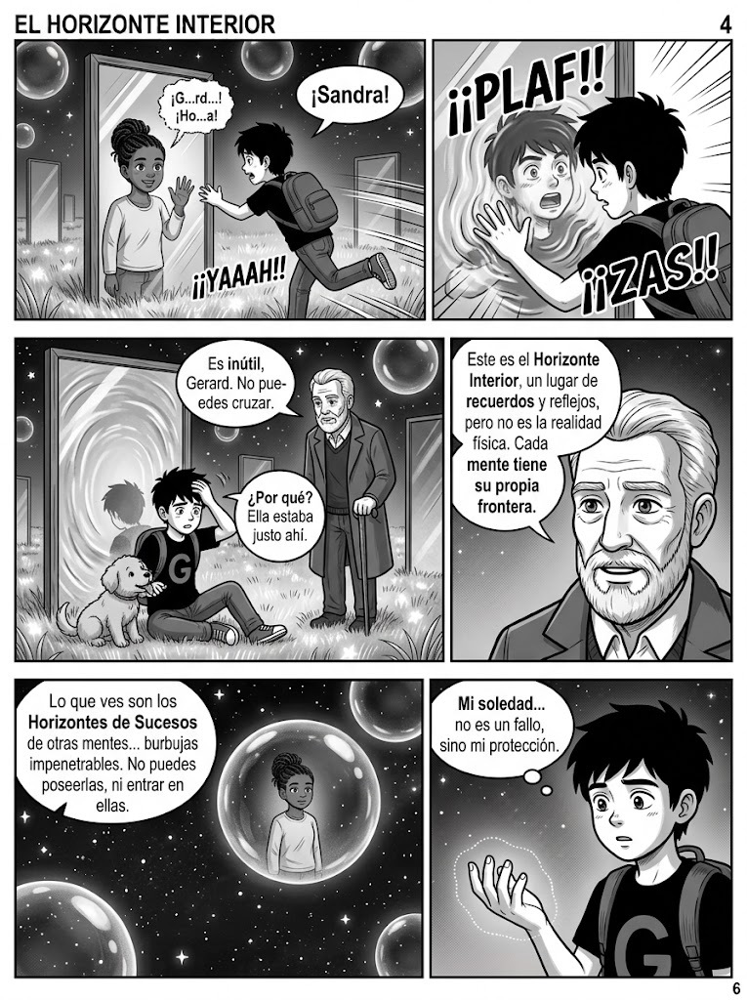 EL HORIZONTE INTERIOR
4
¡G...rd...!
¡Ho...a!
¡Sandra!
¡¡YAAAH!!
¡¡PLAF!!
¡¡ZAS!!
Es inútil,
Gerard. No pue-
edes cruzar.
¿Por qué?
Ella estaba
justo ahí.
G
Este es el Horizonte
Interior, un lugar de
recuerdos y reflejos,
pero no es la realidad
física. Cada
mente tiene
su propia
frontera.
Lo que ves son los
Horizontes de Sucesos
de otras mentes... burbujas
impenetrables. No puedes
poseerlas, ni entrar en
ellas.
Mi soledad...
no es un fallo,
sino mi protección.
G
6